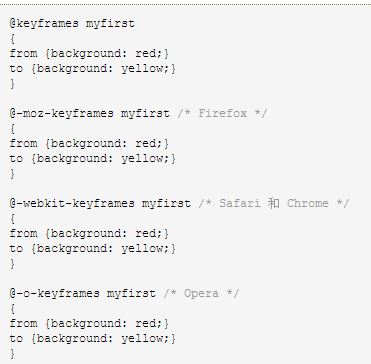 @keyframes myfirst
{
from {background: red;}
to {background: yellow;}
}
@-moz-keyframes myfirst /* Firefox */
{
from {background: red;}
to {background: yellow;}
}
@-webkit-keyframes myfirst /* Safari 和 Chrome */
{
from {background: red;}
to {background: yellow;}
}
@-o-keyframes myfirst /* Opera */
{
from {background: red;}
to {background: yellow;}
}